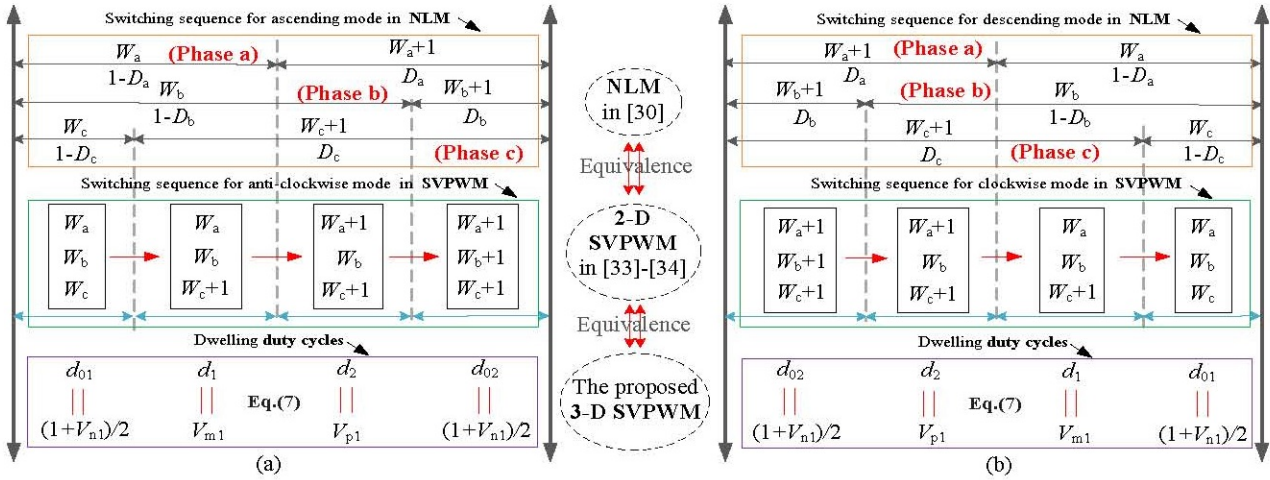 Switching sequence for ascending mode in NLM
Wa (Phase a) Wa+1
1-Da Da
Wb (Phase b) Wb+1
1-Db Db
Wc Wc+1
1-Dc Dc (Phase c)
Switching sequence for anti-clockwise mode in SVPWM
Wa Wa Wa+1 Wa+1
Wb Wb Wb Wb+1
Wc Wc+1 Wc+1 Wc+1
Dwelling duty cycles
d01 d1 d2 d02
Eq.(7)
(1+Vn1)/2 Vm1 Vp1 (1+Vn1)/2
(a)
NLM
in [30]
Equivalence
2-D
SVPWM
in [33]-[34]
Equivalence
The proposed
3-D SVPWM
Switching sequence for descending mode in NLM
Wa+1 (Phase a) Wa
Da 1-Da
Wb+1 (Phase b) Wb
Db 1-Db
Wc+1 Wc
Dc (Phase c) 1-Dc
Switching sequence for clockwise mode in SVPWM
Wa+1 Wa+1 Wa Wa
Wb+1 Wb Wb Wb
Wc+1 Wc+1 Wc+1 Wc
Dwelling duty cycles
d02 d2 d1 d01
Eq.(7)
(1+Vn1)/2 Vp1 Vm1 (1+Vn1)/2
(b)